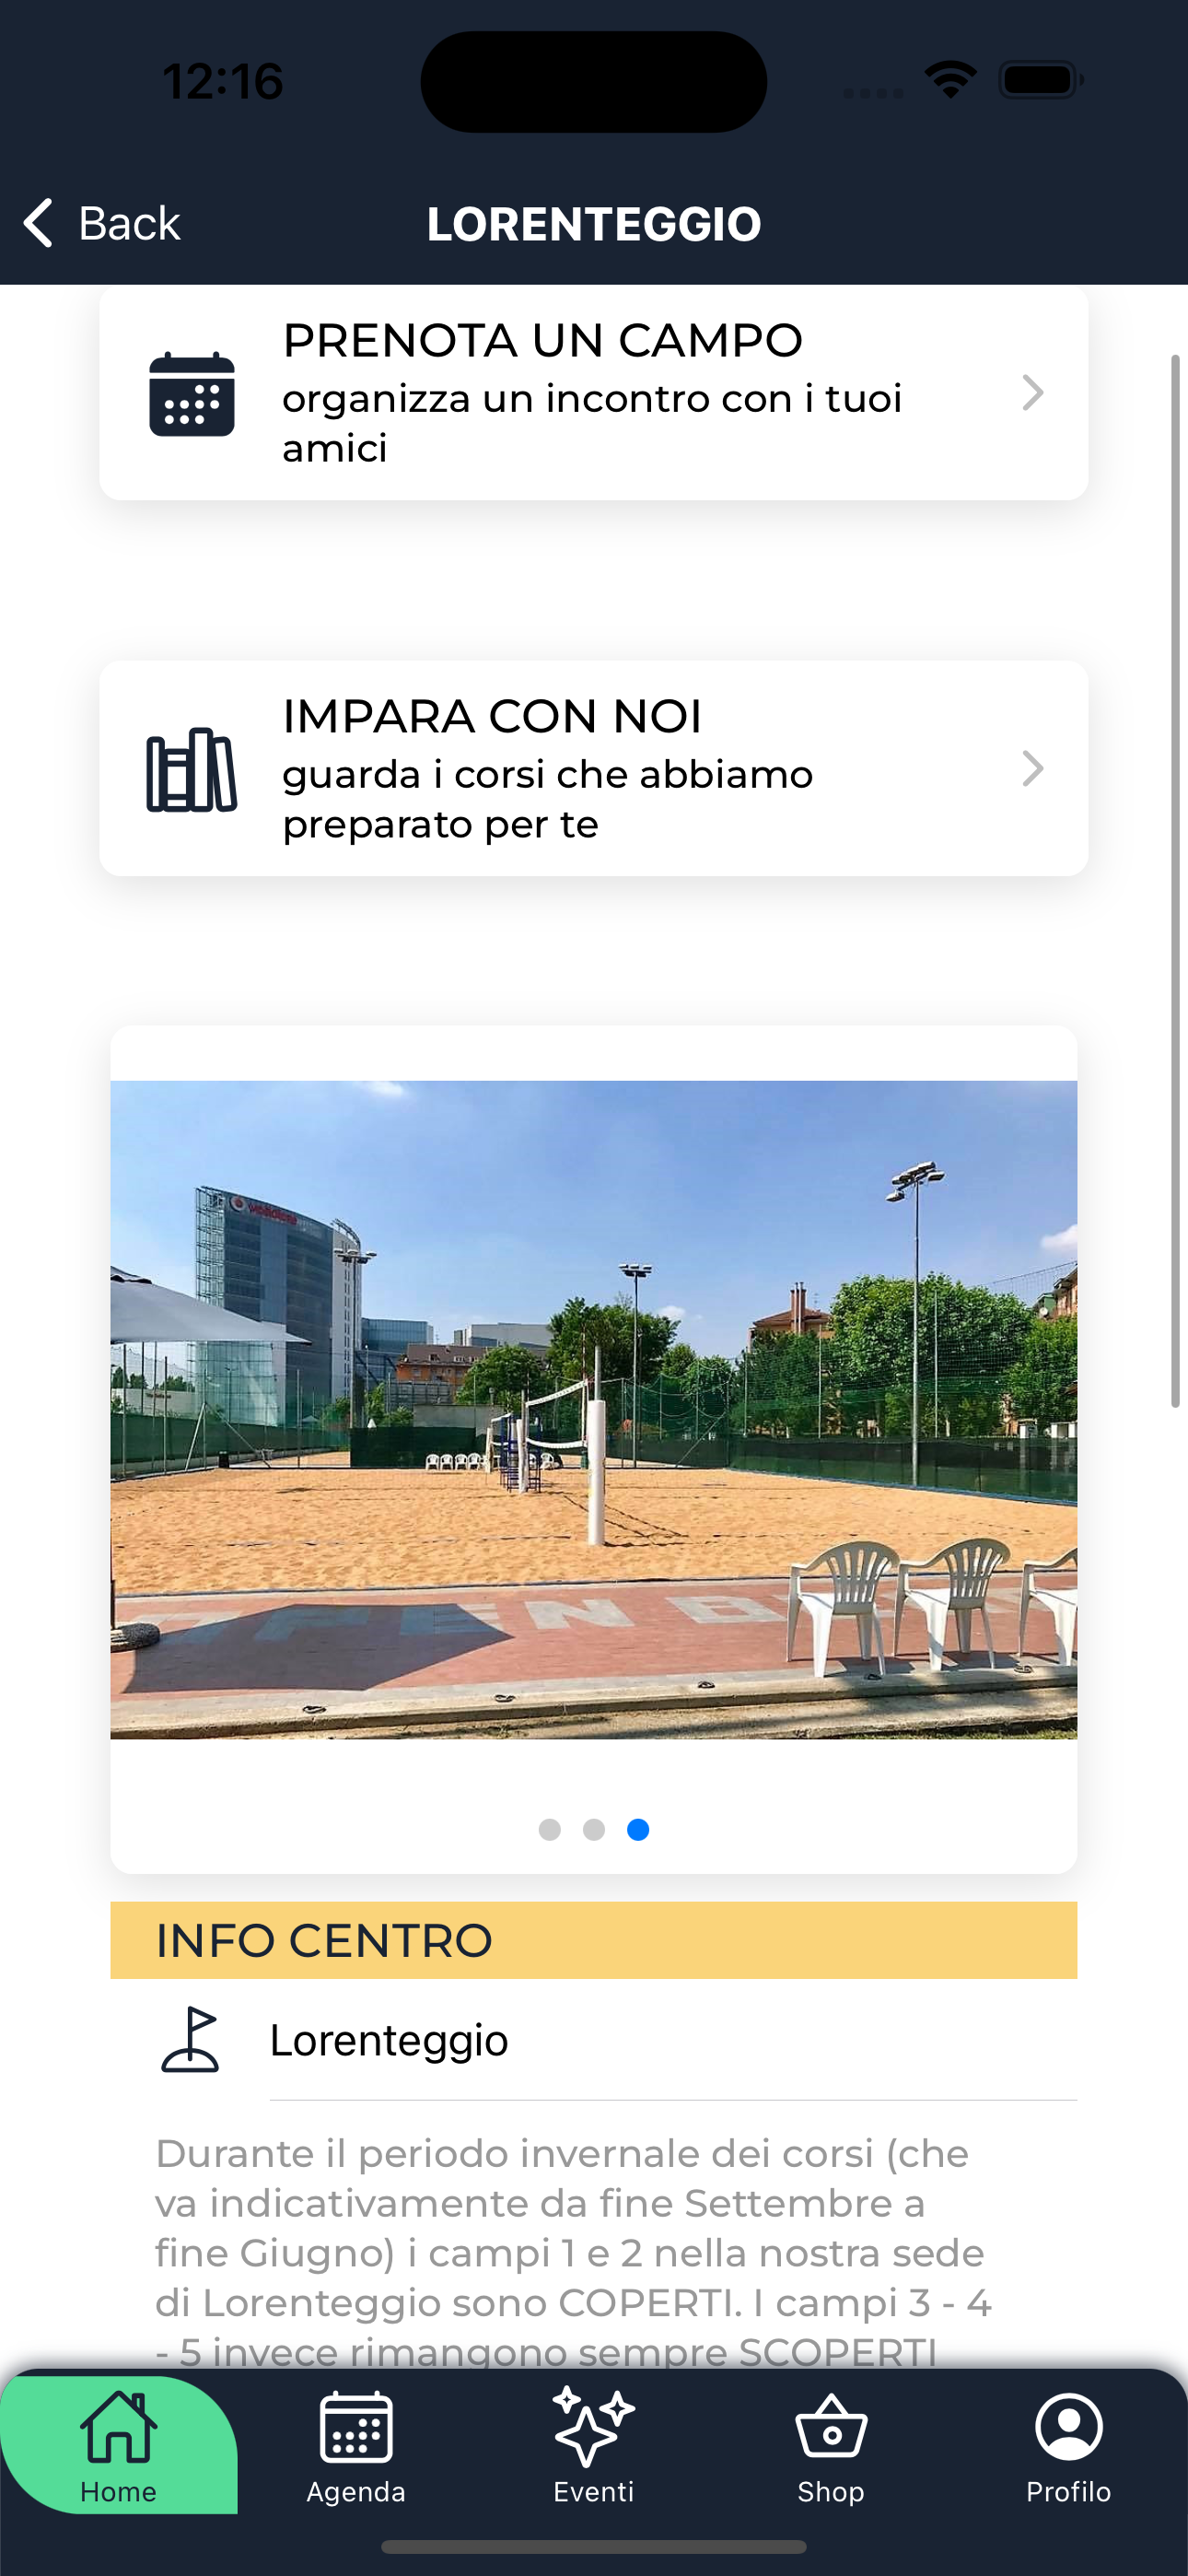 12:16
Back
LORENTEGGIO
PRENOTA UN CAMPO
organizza un incontro con i tuoi
amici
IMPARA CON NOI
guarda i corsi che abbiamo
preparato per te
vodafone
OPEN B
INFO CENTRO
Lorenteggio
Durante il periodo invernale dei corsi (che
va indicativamente da fine Settembre a
fine Giugno) i campi 1 e 2 nella nostra sede
di Lorenteggio sono COPERTI. I campi 3 - 4
- 5 invece rimangono sempre SCOPERTI
Home
Agenda
Eventi
Shop
Profilo